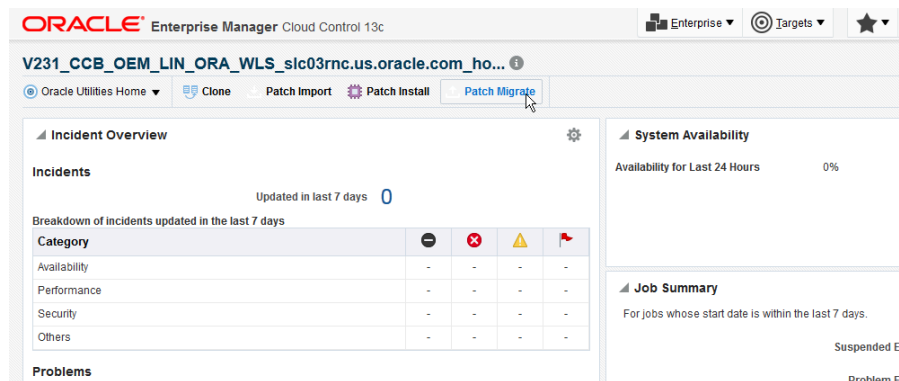 ORACLE Enterprise Manager Cloud Control 13c Enterprise Targets
V231_CCB_OEM_LIN_ORA_WLS_slc03rnc.us.oracle.com_ho...
Oracle Utilities Home Clone Patch Import Patch Install Patch Migrate
Incident Overview
Incidents
Updated in last 7 days 0
Breakdown of incidents updated in the last 7 days
Category
Availability - - - -
Performance - - - -
Security - - - -
Others - - - -
Problems
System Availability
Availability for Last 24 Hours 0%
Job Summary
For jobs whose start date is within the last 7 days.
Suspended E
Problem E